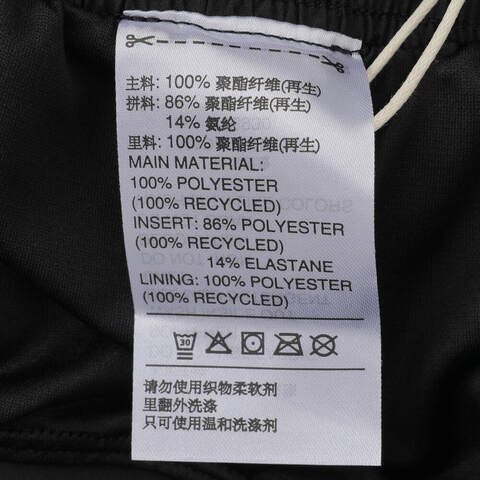 主料: 100% 聚酯纤维(再生)
拼料: 86% 聚酯纤维(再生)
14% 氨纶
里料: 100% 聚酯纤维(再生)
MAIN MATERIAL:
100% POLYESTER
(100% RECYCLED)
INSERT: 86% POLYESTER
(100% RECYCLED)
14% ELASTANE
LINING: 100% POLYESTER
(100% RECYCLED)
30
请勿使用织物柔软剂
里翻外洗涤
只可使用温和洗涤剂